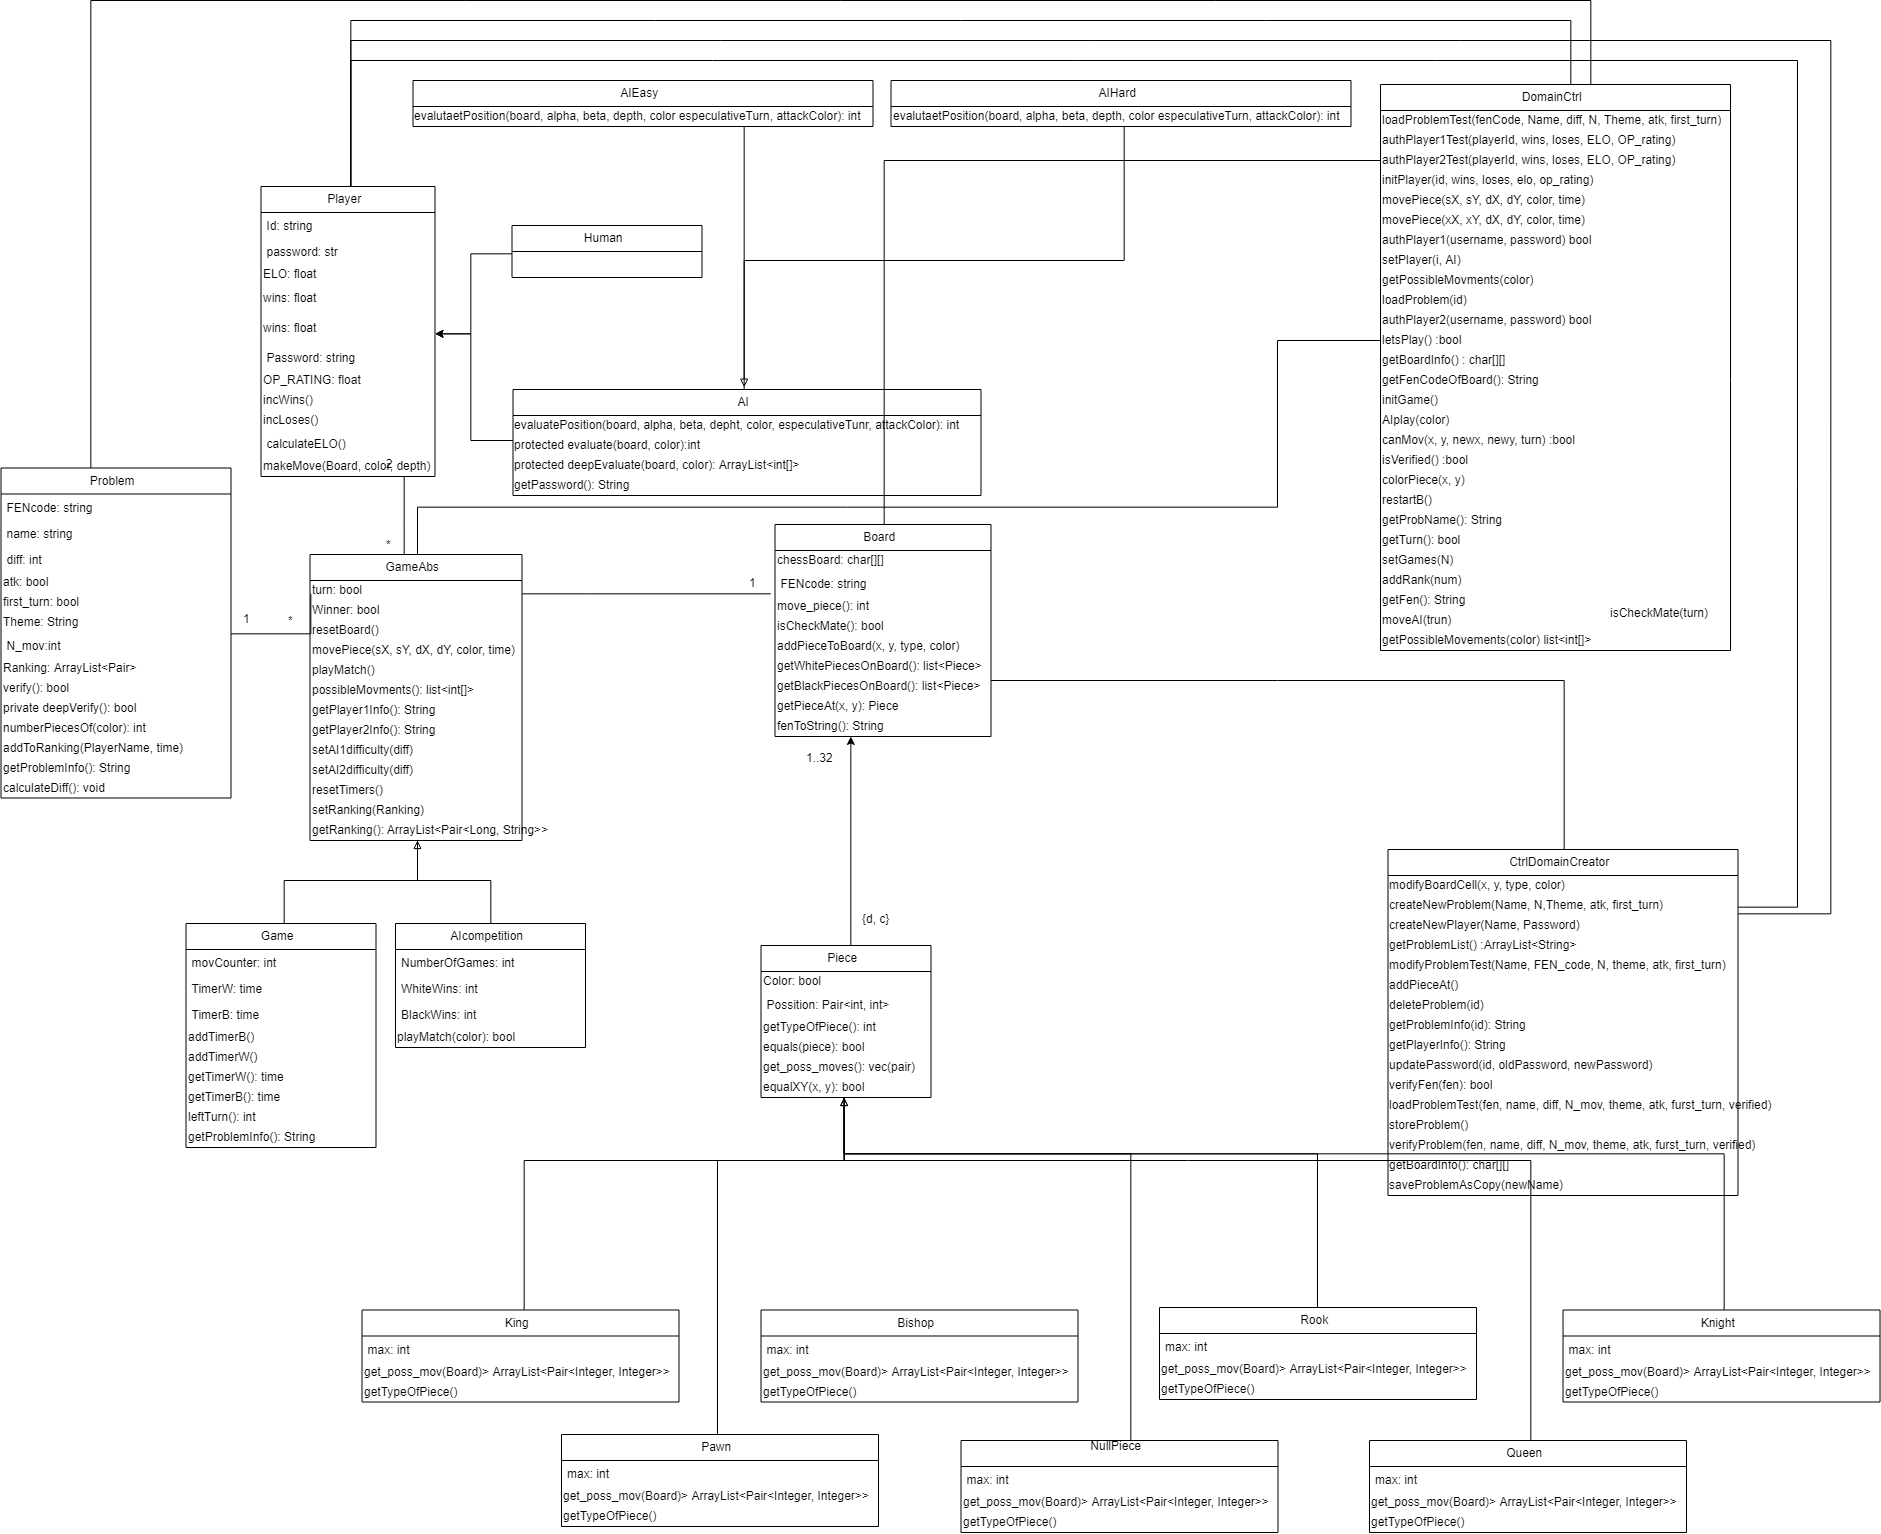 AIEasy
evalutaetPosition(board, alpha, beta, depth, color especulativeTurn, attackColor): int
AIHard
evalutaetPosition(board, alpha, beta, depth, color especulativeTurn, attackColor): int
DomainCtrl
loadProblemTest(fenCode, Name, diff, N, Theme, atk, first_turn)
authPlayer1Test(playerId, wins, loses, ELO, OP_rating)
authPlayer2Test(playerId, wins, loses, ELO, OP_rating)
initPlayer(id, wins, loses, elo, op_rating)
movePiece(sX, sY, dX, dY, color, time)
movePiece(xX, xY, dX, dY, color, time)
authPlayer1(username, password) bool
setPlayer(i, AI)
getPossibleMovments(color)
loadProblem(id)
authPlayer2(username, password) bool
letsPlay() :bool
getBoardInfo() : char[][]
getFenCodeOfBoard(): String
initGame()
AIplay(color)
canMov(x, y, newx, newy, turn) :bool
isVerified() :bool
colorPiece(x, y)
restartB()
getProbName(): String
getTurn(): bool
setGames(N)
addRank(num)
getFen(): String
moveAI(trun)
isCheckMate(turn)
getPossibleMovements(color) list<int[]>
Player
Id: string
password: str
ELO: float
wins: float
wins: float
Password: string
OP_RATING: float
incWins()
incLoses()
calculateELO()
makeMove(Board, color, depth)
2
*
Human
AI
evaluatePosition(board, alpha, beta, depht, color, especulativeTunr, attackColor): int
protected evaluate(board, color):int
protected deepEvaluate(board, color): ArrayList<int[]>
getPassword(): String
Problem
FENcode: string
name: string
diff: int
atk: bool
first_turn: bool
Theme: String
N_mov:int
Ranking: ArrayList<Pair>
verify(): bool
private deepVerify(): bool
numberPiecesOf(color): int
addToRanking(PlayerName, time)
getProblemInfo(): String
calculateDiff(): void
1
*
GameAbs
turn: bool
Winner: bool
resetBoard()
movePiece(sX, sY, dX, dY, color, time)
playMatch()
possibleMovments(): list<int[]>
getPlayer1Info(): String
getPlayer2Info(): String
setAI1difficulty(diff)
setAI2difficulty(diff)
resetTimers()
setRanking(Ranking)
getRanking(): ArrayList<Pair<Long, String>>
1
Board
chessBoard: char[][]
FENcode: string
move_piece(): int
isCheckMate(): bool
addPieceToBoard(x, y, type, color)
getWhitePiecesOnBoard(): list<Piece>
getBlackPiecesOnBoard(): list<Piece>
getPieceAt(x, y): Piece
fenToString(): String
1..32
{d, c}
CtrlDomainCreator
modifyBoardCell(x, y, type, color)
createNewProblem(Name, N,Theme, atk, first_turn)
createNewPlayer(Name, Password)
getProblemList() :ArrayList<String>
modifyProblemTest(Name, FEN_code, N, theme, atk, first_turn)
addPieceAt()
deleteProblem(id)
getProblemInfo(id): String
getPlayerInfo(): String
updatePassword(id, oldPassword, newPassword)
verifyFen(fen): bool
loadProblemTest(fen, name, diff, N_mov, theme, atk, furst_turn, verified)
storeProblem()
verifyProblem(fen, name, diff, N_mov, theme, atk, furst_turn, verified)
getBoardInfo(): char[][]
saveProblemAsCopy(newName)
Game
movCounter: int
TimerW: time
TimerB: time
addTimerB()
addTimerW()
getTimerW(): time
getTimerB(): time
leftTurn(): int
getProblemInfo(): String
AIcompetition
NumberOfGames: int
WhiteWins: int
BlackWins: int
playMatch(color): bool
Piece
Color: bool
Possition: Pair<int, int>
getTypeOfPiece(): int
equals(piece): bool
get_poss_moves(): vec(pair)
equalXY(x, y): bool
King
max: int
get_poss_mov(Board)> ArrayList<Pair<Integer, Integer>>
getTypeOfPiece()
Bishop
max: int
get_poss_mov(Board)> ArrayList<Pair<Integer, Integer>>
getTypeOfPiece()
Rook
max: int
get_poss_mov(Board)> ArrayList<Pair<Integer, Integer>>
getTypeOfPiece()
Knight
max: int
get_poss_mov(Board)> ArrayList<Pair<Integer, Integer>>
getTypeOfPiece()
Pawn
max: int
get_poss_mov(Board)> ArrayList<Pair<Integer, Integer>>
getTypeOfPiece()
NullPiece
max: int
get_poss_mov(Board)> ArrayList<Pair<Integer, Integer>>
getTypeOfPiece()
Queen
max: int
get_poss_mov(Board)> ArrayList<Pair<Integer, Integer>>
getTypeOfPiece()